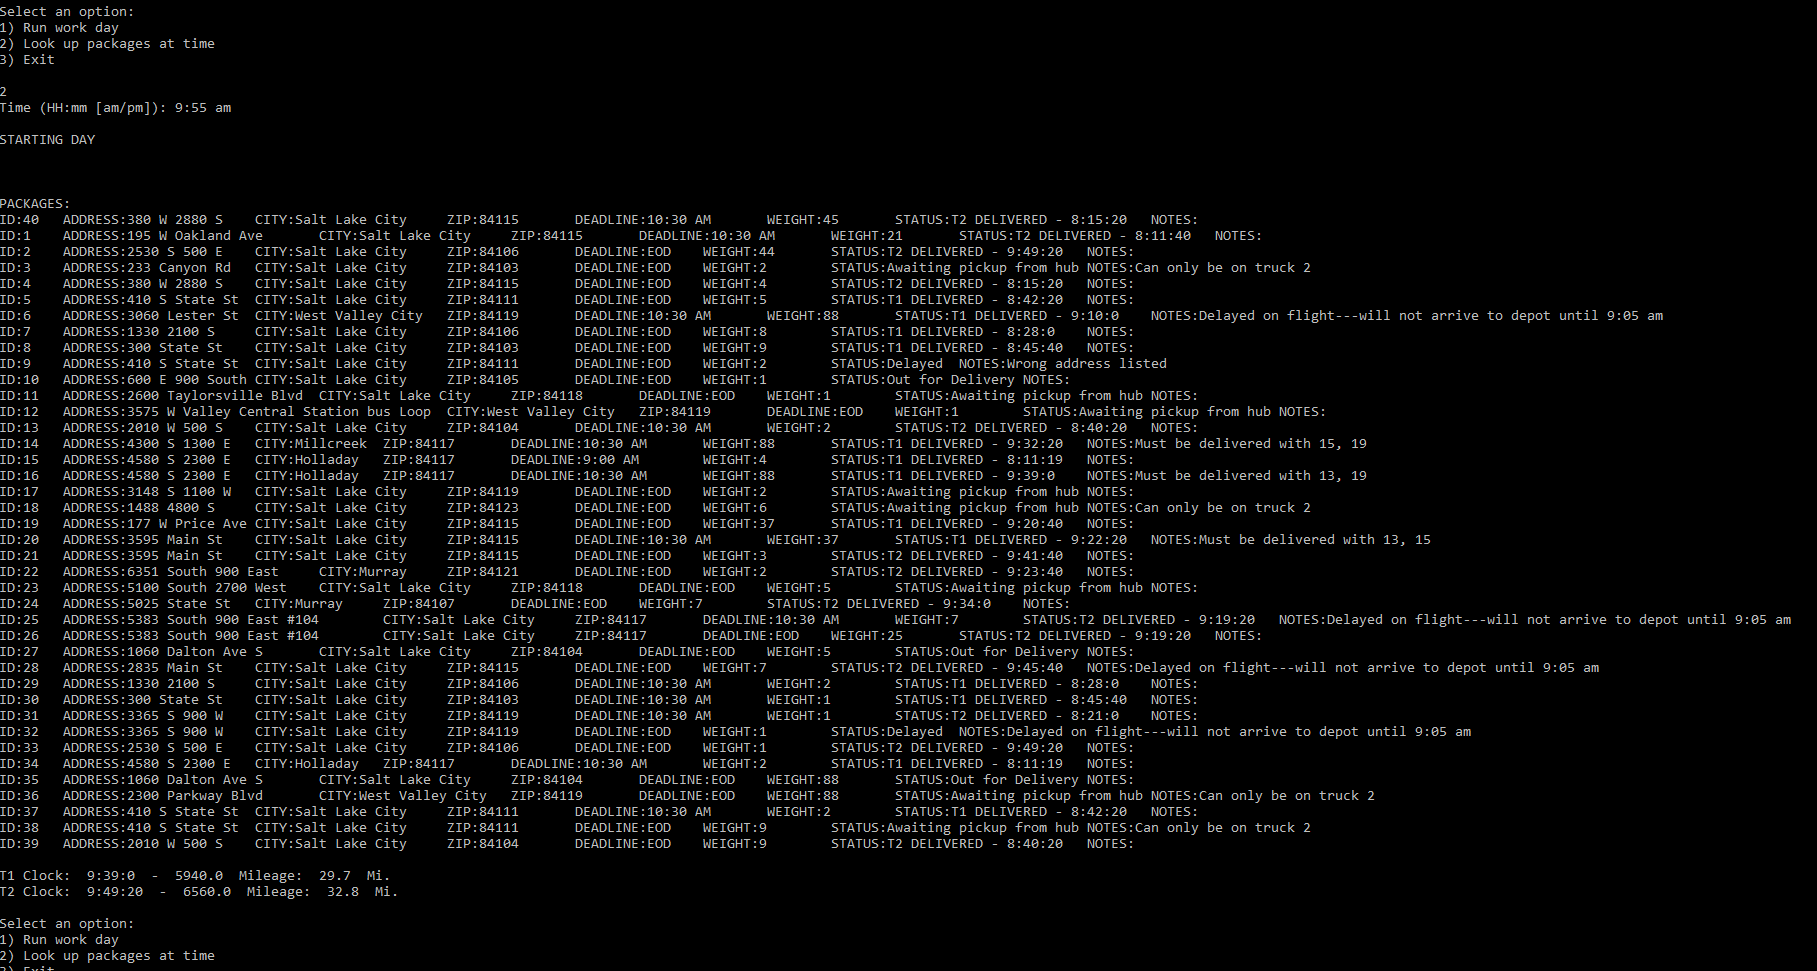 Select an option:
1) Run work day
2) Look up packages at time
3) Exit
2
Time (HH:mm [am/pm]): 9:55 am
STARTING DAY
PACKAGES:
ID:40 ADDRESS:380 W 2880 S CITY:Salt Lake City ZIP:84115 DEADLINE:10:30 AM WEIGHT:45 STATUS:T2 DELIVERED - 8:15:20 NOTES:
ID:1 ADDRESS:195 W Oakland Ave CITY:Salt Lake City ZIP:84115 DEADLINE:10:30 AM WEIGHT:21 STATUS:T2 DELIVERED - 8:11:40 NOTES:
ID:2 ADDRESS:2530 S 500 E CITY:Salt Lake City ZIP:84106 DEADLINE:EOD WEIGHT:44 STATUS:T2 DELIVERED - 9:49:20 NOTES:
ID:3 ADDRESS:233 Canyon Rd CITY:Salt Lake City ZIP:84103 DEADLINE:EOD WEIGHT:2 STATUS:Awaiting pickup from hub NOTES:Can only be on truck 2
ID:4 ADDRESS:380 W 2880 S CITY:Salt Lake City ZIP:84115 DEADLINE:EOD WEIGHT:4 STATUS:T2 DELIVERED - 8:15:20 NOTES:
ID:5 ADDRESS:410 S State St CITY:Salt Lake City ZIP:84111 DEADLINE:EOD WEIGHT:5 STATUS:T1 DELIVERED - 8:42:20 NOTES:
ID:6 ADDRESS:3060 Lester St CITY:West Valley City ZIP:84119 DEADLINE:10:30 AM WEIGHT:88 STATUS:T1 DELIVERED - 9:10:0 NOTES:Delayed on flight---will not arrive to depot until 9:05 am
ID:7 ADDRESS:1330 2100 S CITY:Salt Lake City ZIP:84106 DEADLINE:EOD WEIGHT:8 STATUS:T1 DELIVERED - 8:28:0 NOTES:
ID:8 ADDRESS:300 State St CITY:Salt Lake City ZIP:84103 DEADLINE:EOD WEIGHT:9 STATUS:T1 DELIVERED - 8:45:40 NOTES:
ID:9 ADDRESS:410 S State St CITY:Salt Lake City ZIP:84111 DEADLINE:EOD WEIGHT:2 STATUS:Delayed NOTES:Wrong address listed
ID:10 ADDRESS:600 E 900 South CITY:Salt Lake City ZIP:84105 DEADLINE:EOD WEIGHT:1 STATUS:Out for Delivery NOTES:
ID:11 ADDRESS:2600 Taylorsville Blvd CITY:Salt Lake City ZIP:84118 DEADLINE:EOD WEIGHT:1 STATUS:Awaiting pickup from hub NOTES:
ID:12 ADDRESS:3575 W Valley Central Station bus Loop CITY:West Valley City ZIP:84119 DEADLINE:EOD WEIGHT:1 STATUS:Awaiting pickup from hub NOTES:
ID:13 ADDRESS:2010 W 500 S CITY:Salt Lake City ZIP:84104 DEADLINE:10:30 AM WEIGHT:2 STATUS:T2 DELIVERED - 8:40:20 NOTES:
ID:14 ADDRESS:4300 S 1300 E CITY:Millcreek ZIP:84117 DEADLINE:10:30 AM WEIGHT:88 STATUS:T1 DELIVERED - 9:32:20 NOTES:Must be delivered with 15, 19
ID:15 ADDRESS:4580 S 2300 E CITY:Holladay ZIP:84117 DEADLINE:9:00 AM WEIGHT:4 STATUS:T1 DELIVERED - 8:11:19 NOTES:
ID:16 ADDRESS:4580 S 2300 E CITY:Holladay ZIP:84117 DEADLINE:10:30 AM WEIGHT:88 STATUS:T1 DELIVERED - 9:39:0 NOTES:Must be delivered with 13, 19
ID:17 ADDRESS:3148 S 1100 W CITY:Salt Lake City ZIP:84119 DEADLINE:EOD WEIGHT:2 STATUS:Awaiting pickup from hub NOTES:
ID:18 ADDRESS:1488 4800 S CITY:Salt Lake City ZIP:84123 DEADLINE:EOD WEIGHT:6 STATUS:Awaiting pickup from hub NOTES:Can only be on truck 2
ID:19 ADDRESS:177 W Price Ave CITY:Salt Lake City ZIP:84115 DEADLINE:EOD WEIGHT:37 STATUS:T1 DELIVERED - 9:20:40 NOTES:
ID:20 ADDRESS:3595 Main St CITY:Salt Lake City ZIP:84115 DEADLINE:10:30 AM WEIGHT:37 STATUS:T1 DELIVERED - 9:22:20 NOTES:Must be delivered with 13, 15
ID:21 ADDRESS:3595 Main St CITY:Salt Lake City ZIP:84115 DEADLINE:EOD WEIGHT:3 STATUS:T2 DELIVERED - 9:41:40 NOTES:
ID:22 ADDRESS:6351 South 900 East CITY:Murray ZIP:84121 DEADLINE:EOD WEIGHT:2 STATUS:T2 DELIVERED - 9:23:40 NOTES:
ID:23 ADDRESS:5100 South 2700 West CITY:Salt Lake City ZIP:84118 DEADLINE:EOD WEIGHT:5 STATUS:Awaiting pickup from hub NOTES:
ID:24 ADDRESS:5025 State St CITY:Murray ZIP:84107 DEADLINE:EOD WEIGHT:7 STATUS:T2 DELIVERED - 9:34:0 NOTES:
ID:25 ADDRESS:5383 South 900 East #104 CITY:Salt Lake City ZIP:84117 DEADLINE:10:30 AM WEIGHT:7 STATUS:T2 DELIVERED - 9:19:20 NOTES:Delayed on flight---will not arrive to depot until 9:05 am
ID:26 ADDRESS:5383 South 900 East #104 CITY:Salt Lake City ZIP:84117 DEADLINE:EOD WEIGHT:25 STATUS:T2 DELIVERED - 9:19:20 NOTES:
ID:27 ADDRESS:1060 Dalton Ave S CITY:Salt Lake City ZIP:84104 DEADLINE:EOD WEIGHT:5 STATUS:Out for Delivery NOTES:
ID:28 ADDRESS:2835 Main St CITY:Salt Lake City ZIP:84115 DEADLINE:EOD WEIGHT:7 STATUS:T2 DELIVERED - 9:45:40 NOTES:Delayed on flight---will not arrive to depot until 9:05 am
ID:29 ADDRESS:1330 2100 S CITY:Salt Lake City ZIP:84106 DEADLINE:10:30 AM WEIGHT:2 STATUS:T1 DELIVERED - 8:28:0 NOTES:
ID:30 ADDRESS:300 State St CITY:Salt Lake City ZIP:84103 DEADLINE:10:30 AM WEIGHT:1 STATUS:T1 DELIVERED - 8:45:40 NOTES:
ID:31 ADDRESS:3365 S 900 W CITY:Salt Lake City ZIP:84119 DEADLINE:10:30 AM WEIGHT:1 STATUS:T2 DELIVERED - 8:21:0 NOTES:
ID:32 ADDRESS:3365 S 900 W CITY:Salt Lake City ZIP:84119 DEADLINE:EOD WEIGHT:1 STATUS:Delayed NOTES:Delayed on flight---will not arrive to depot until 9:05 am
ID:33 ADDRESS:2530 S 500 E CITY:Salt Lake City ZIP:84106 DEADLINE:EOD WEIGHT:1 STATUS:T2 DELIVERED - 9:49:20 NOTES:
ID:34 ADDRESS:4580 S 2300 E CITY:Holladay ZIP:84117 DEADLINE:10:30 AM WEIGHT:2 STATUS:T1 DELIVERED - 8:11:19 NOTES:
ID:35 ADDRESS:1060 Dalton Ave S CITY:Salt Lake City ZIP:84104 DEADLINE:EOD WEIGHT:88 STATUS:Out for Delivery NOTES:
ID:36 ADDRESS:2300 Parkway Blvd CITY:West Valley City ZIP:84119 DEADLINE:EOD WEIGHT:88 STATUS:Awaiting pickup from hub NOTES:Can only be on truck 2
ID:37 ADDRESS:410 S State St CITY:Salt Lake City ZIP:84111 DEADLINE:10:30 AM WEIGHT:2 STATUS:T1 DELIVERED - 8:42:20 NOTES:
ID:38 ADDRESS:410 S State St CITY:Salt Lake City ZIP:84111 DEADLINE:EOD WEIGHT:9 STATUS:Awaiting pickup from hub NOTES:Can only be on truck 2
ID:39 ADDRESS:2010 W 500 S CITY:Salt Lake City ZIP:84104 DEADLINE:EOD WEIGHT:9 STATUS:T2 DELIVERED - 8:40:20 NOTES:
T1 Clock: 9:39:0 - 5940.0 Mileage: 29.7 Mi.
T2 Clock: 9:49:20 - 6560.0 Mileage: 32.8 Mi.
Select an option:
1) Run work day
2) Look up packages at time
3) Exit